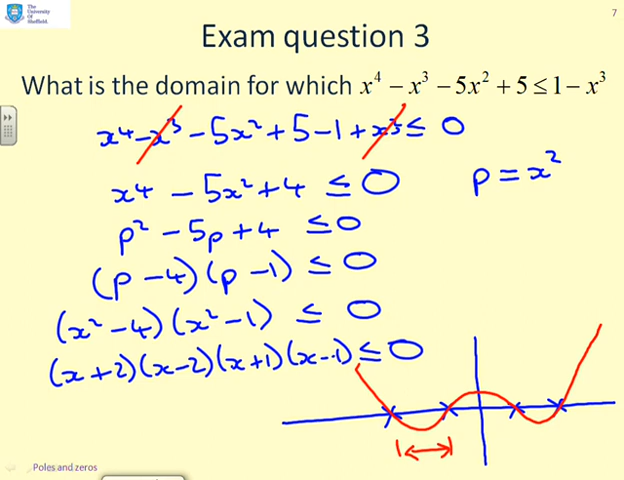 The University Of Sheffield.
7
Exam question 3
What is the domain for which x⁴ − x³ − 5x² + 5 ≤ 1 − x³
x⁴ − x³ − 5x² + 5 − 1 + x³ ≤ 0
p = x²
x⁴ − 5x² + 4 ≤ 0
p² − 5p + 4 ≤ 0
(p − 4)(p − 1) ≤ 0
(x² − 4)(x² − 1) ≤ 0
(x + 2)(x − 2)(x + 1)(x − 1) ≤ 0
Poles and zeros